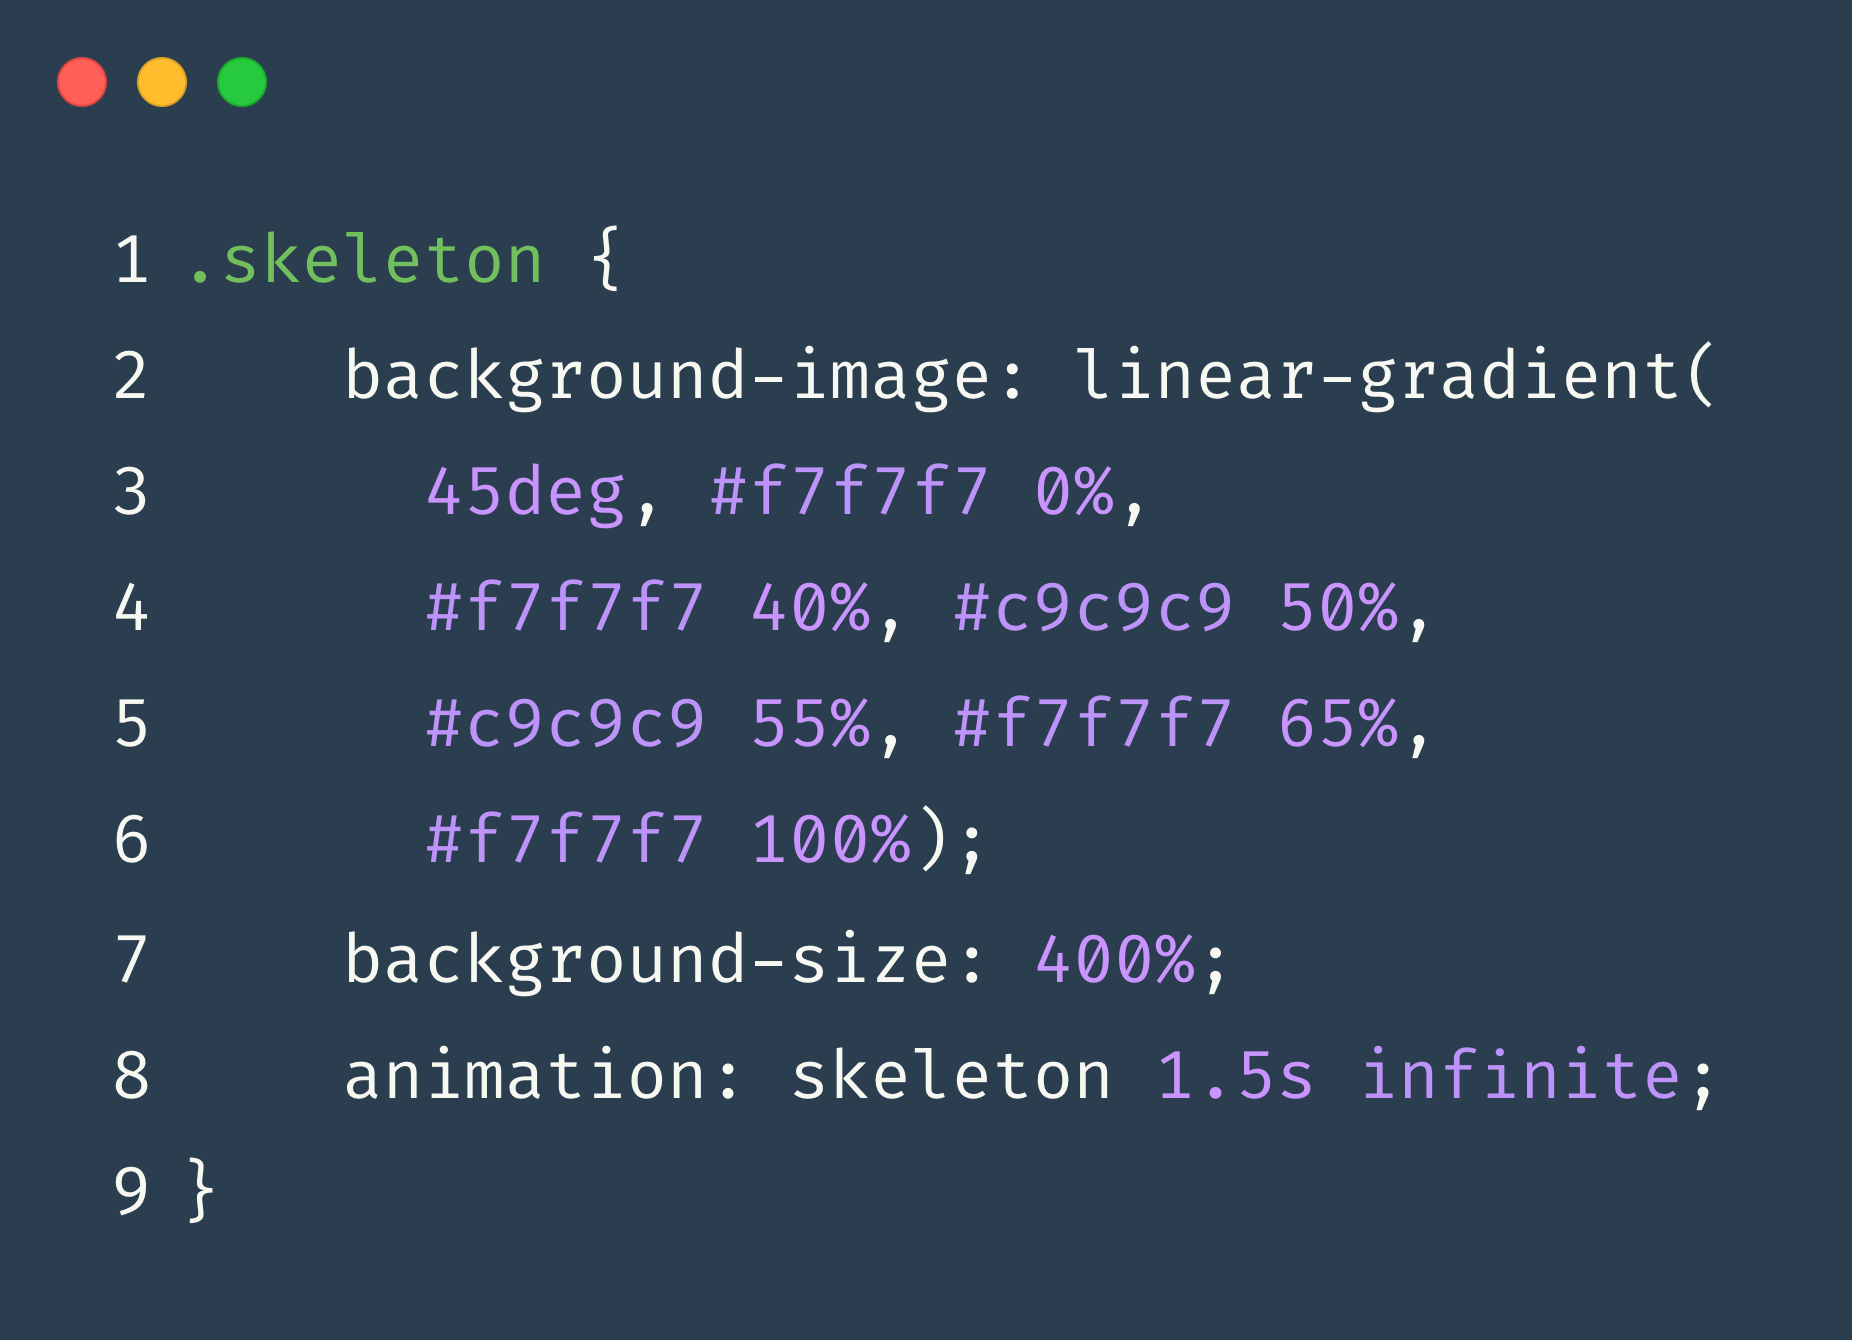 1 .skeleton {
2     background-image: linear-gradient(
3       45deg, #f7f7f7 0%,
4       #f7f7f7 40%, #c9c9c9 50%,
5       #c9c9c9 55%, #f7f7f7 65%,
6       #f7f7f7 100%);
7     background-size: 400%;
8     animation: skeleton 1.5s infinite;
9 }